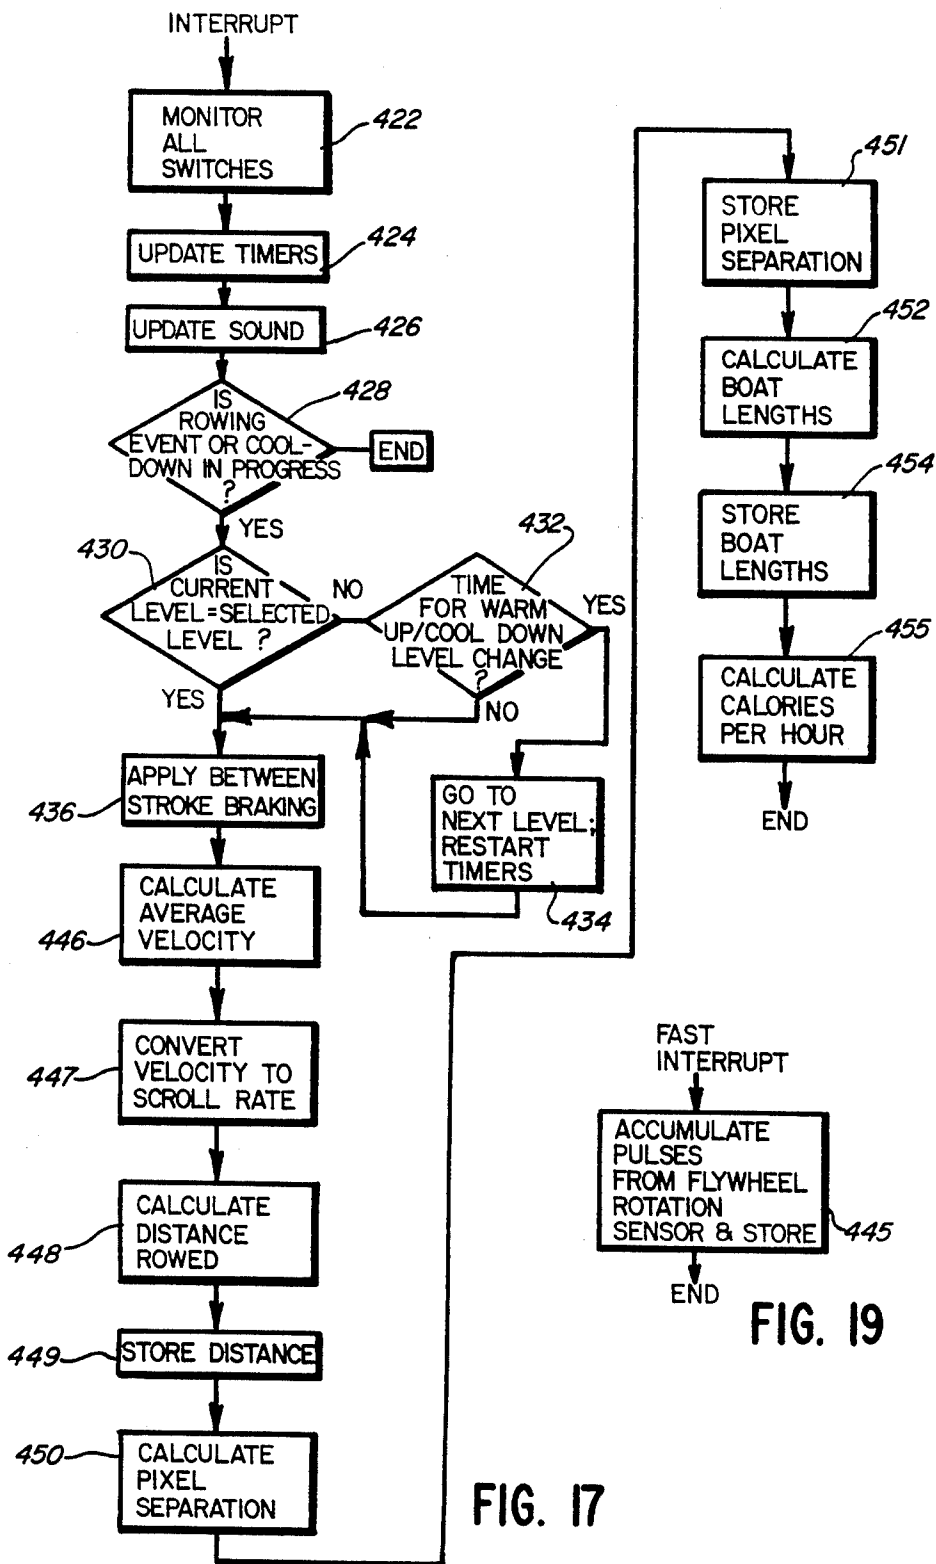 INTERRUPT
MONITOR
ALL
SWITCHES
422
UPDATE TIMERS
424
UPDATE SOUND
426
IS
ROWING
EVENT OR COOL-
DOWN IN PROGRESS
?
428
END
YES
430
IS
CURRENT
LEVEL=SELECTED
LEVEL ?
NO
YES
432
TIME
FOR WARM
UP/COOL DOWN
LEVEL CHANGE
?
YES
NO
GO TO
NEXT LEVEL;
RESTART
TIMERS
434
APPLY BETWEEN
STROKE BRAKING
436
CALCULATE
AVERAGE
VELOCITY
446
CONVERT
VELOCITY TO
SCROLL RATE
447
CALCULATE
DISTANCE
ROWED
448
STORE DISTANCE
449
CALCULATE
PIXEL
SEPARATION
450
STORE
PIXEL
SEPARATION
451
CALCULATE
BOAT
LENGTHS
452
STORE
BOAT
LENGTHS
454
CALCULATE
CALORIES
PER HOUR
455
END
FIG. 17
FAST
INTERRUPT
ACCUMULATE
PULSES
FROM FLYWHEEL
ROTATION
SENSOR & STORE
445
END
FIG. 19